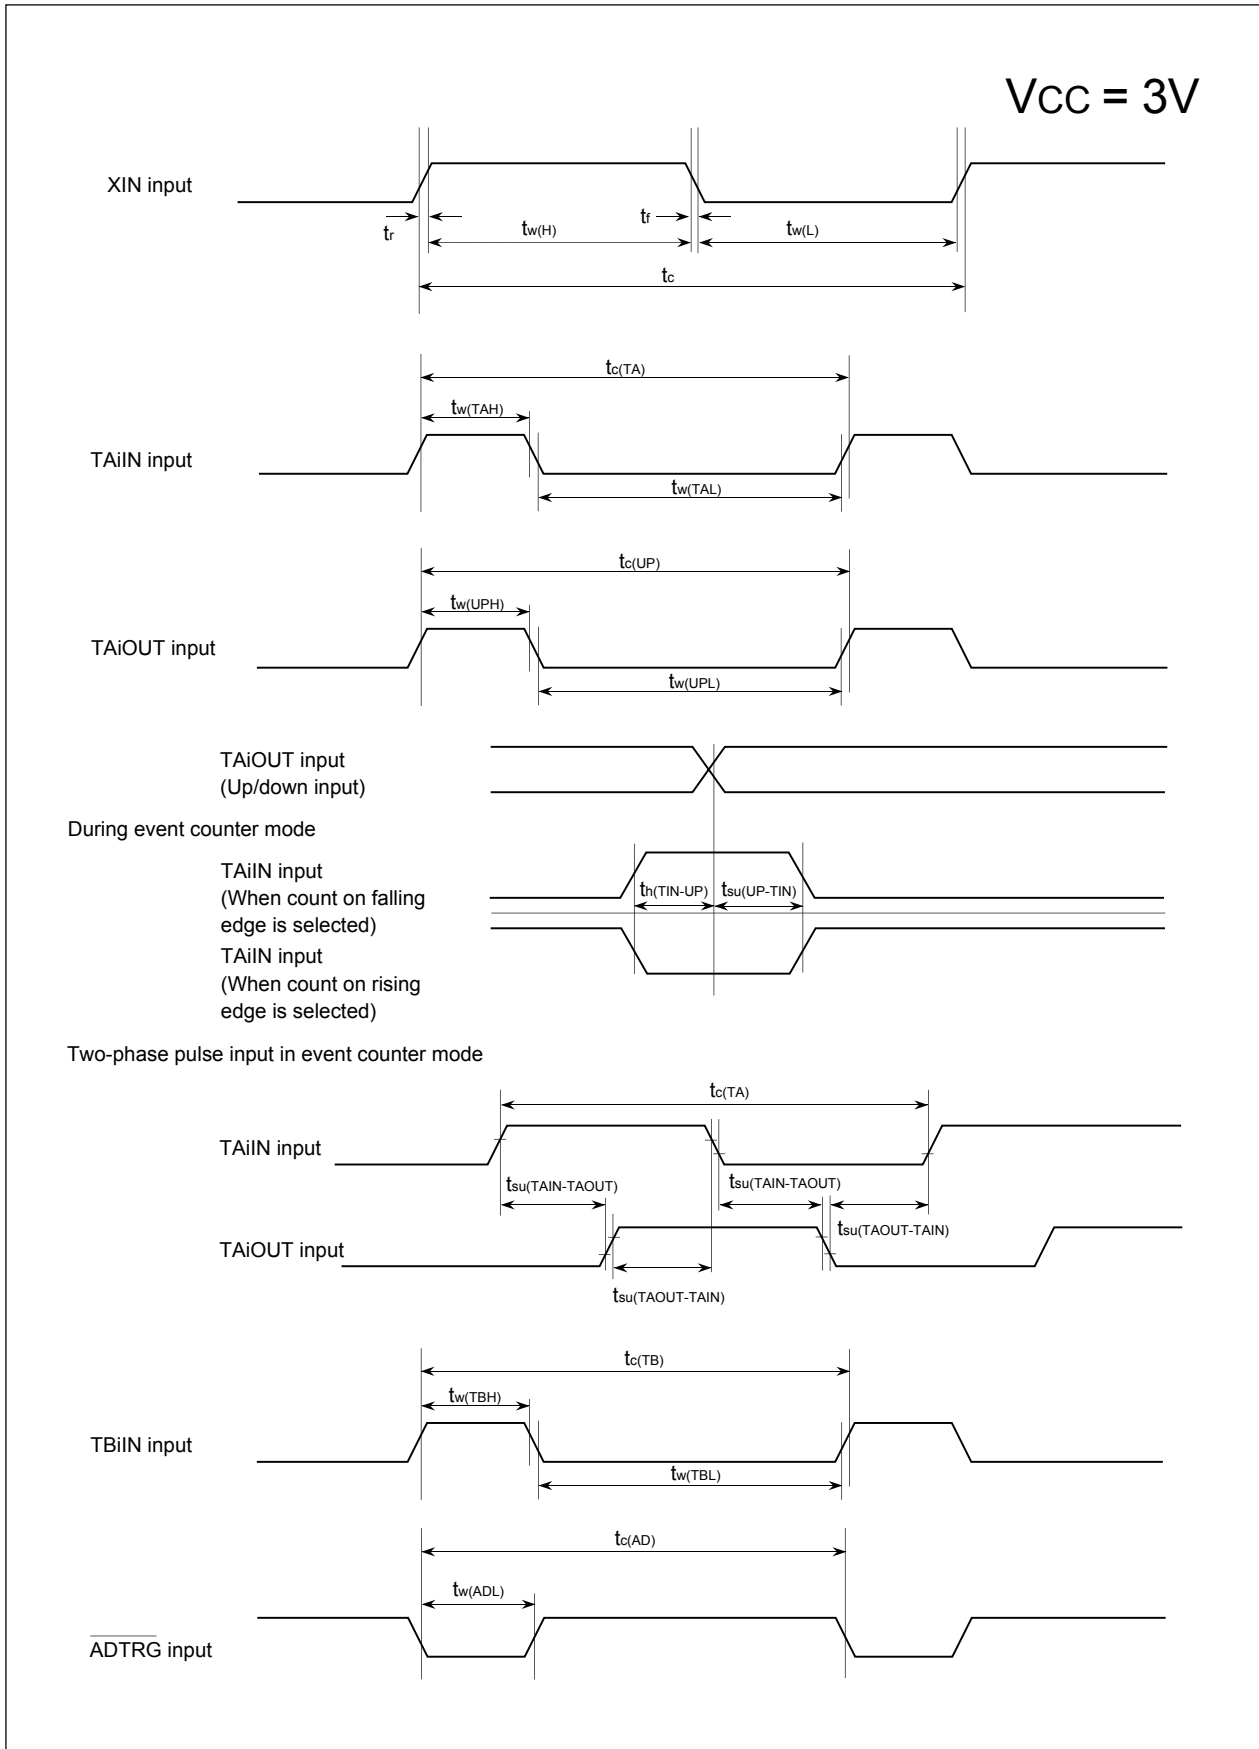 VCC = 3V
XIN input
tr
tw(H)
tf
tw(L)
tc
tc(TA)
tw(TAH)
TAiIN input
tw(TAL)
tc(UP)
tw(UPH)
TAiOUT input
tw(UPL)
TAiOUT input
(Up/down input)
During event counter mode
TAiIN input
(When count on falling
edge is selected)
th(TIN-UP)
tsu(UP-TIN)
TAiIN input
(When count on rising
edge is selected)
Two-phase pulse input in event counter mode
tc(TA)
TAiIN input
tsu(TAIN-TAOUT)
tsu(TAIN-TAOUT)
tsu(TAOUT-TAIN)
TAiOUT input
tsu(TAOUT-TAIN)
tc(TB)
tw(TBH)
TBiIN input
tw(TBL)
tc(AD)
tw(ADL)
ADTRG input